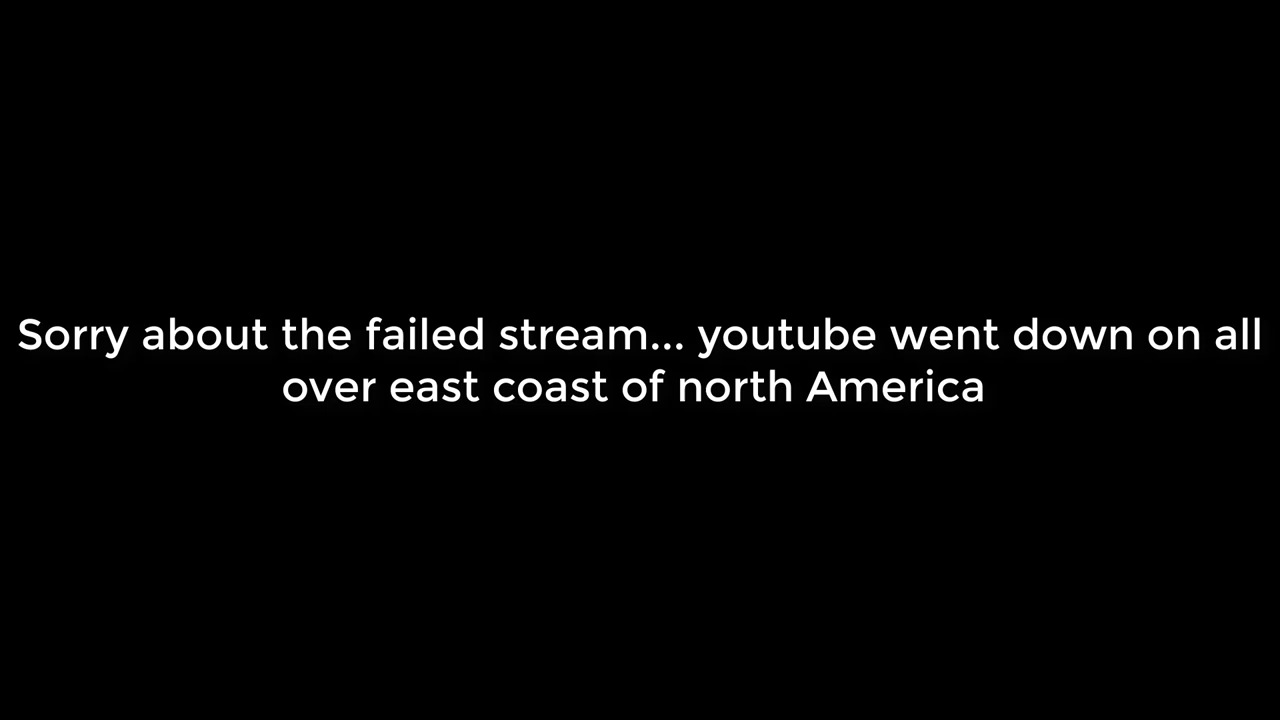 Sorry about the failed stream... youtube went down on all
over east coast of north America